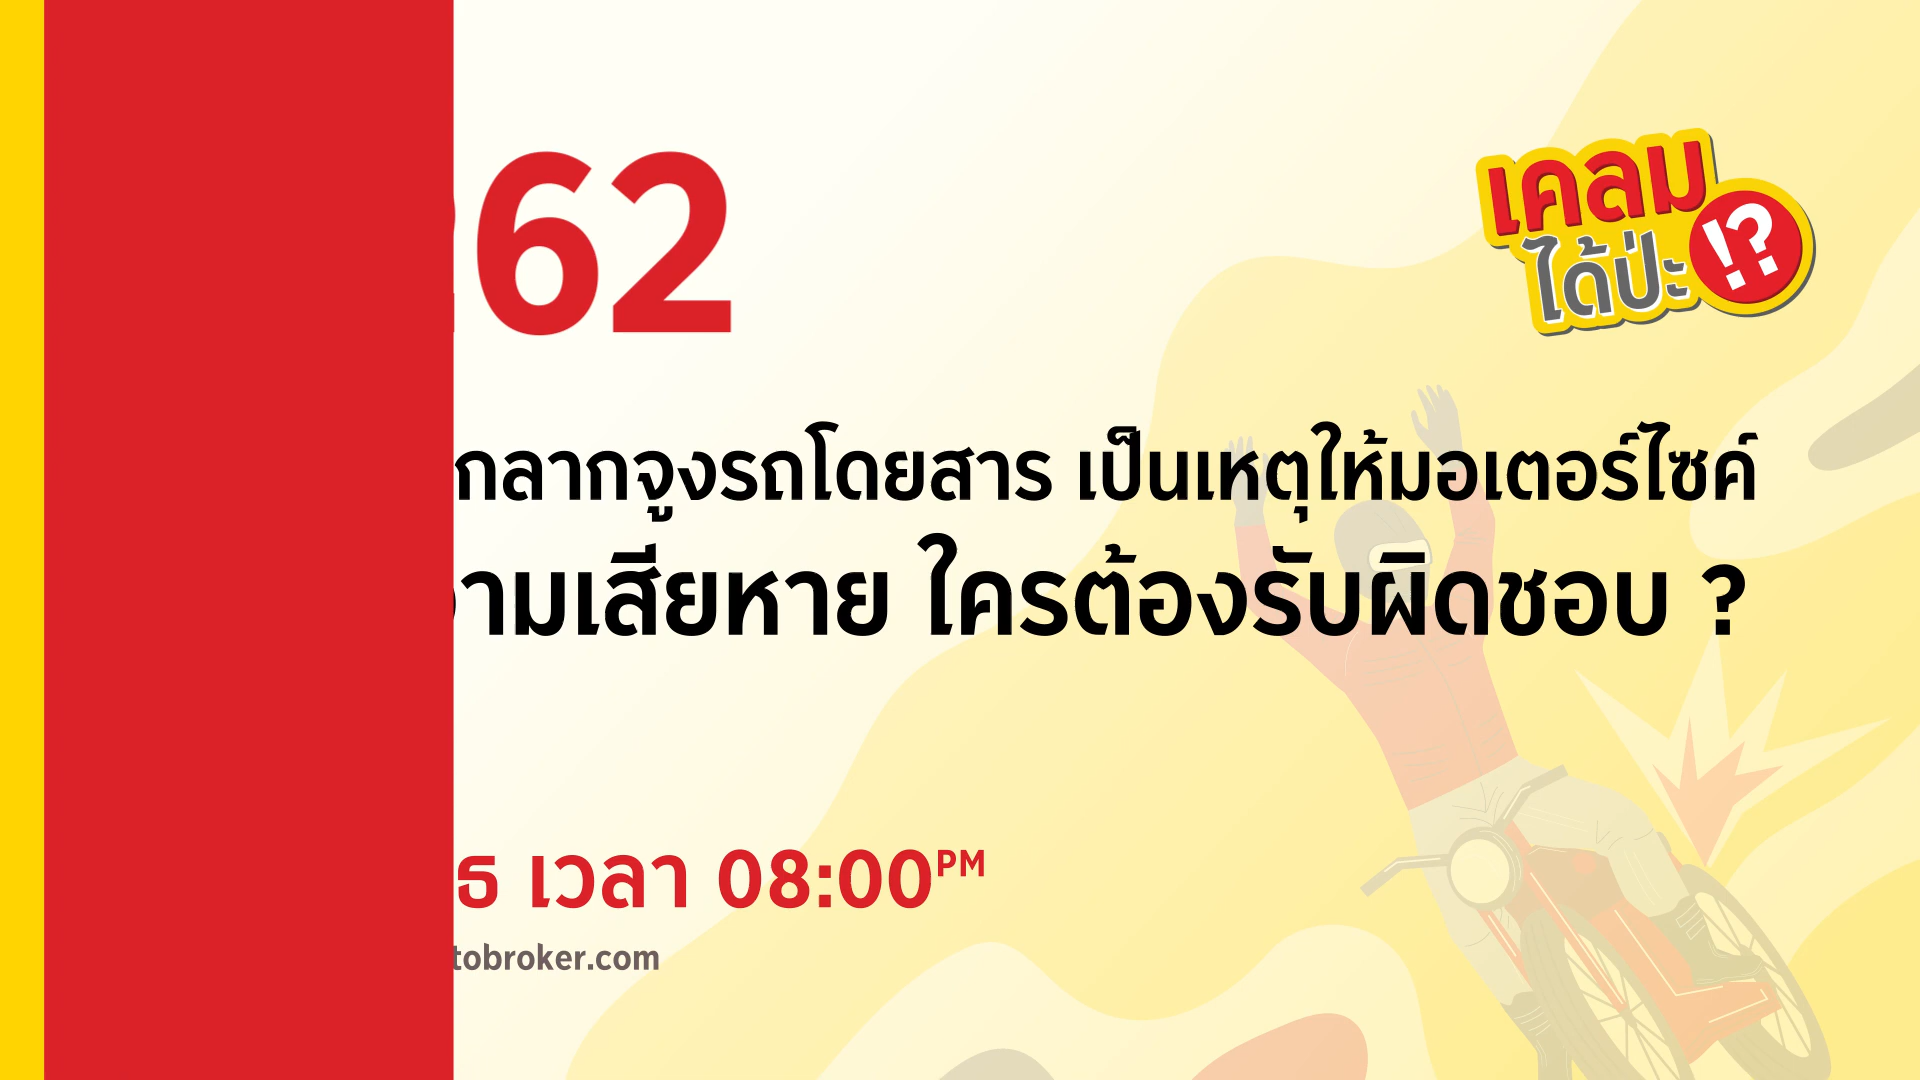 62
เคลม
ได้ป่ะ !?
กลากจูงรถโดยสาร เป็นเหตุให้มอเตอร์ไซค์
ามเสียหาย ใครต้องรับผิดชอบ ?
ธ เวลา 08:00PM
tobroker.com